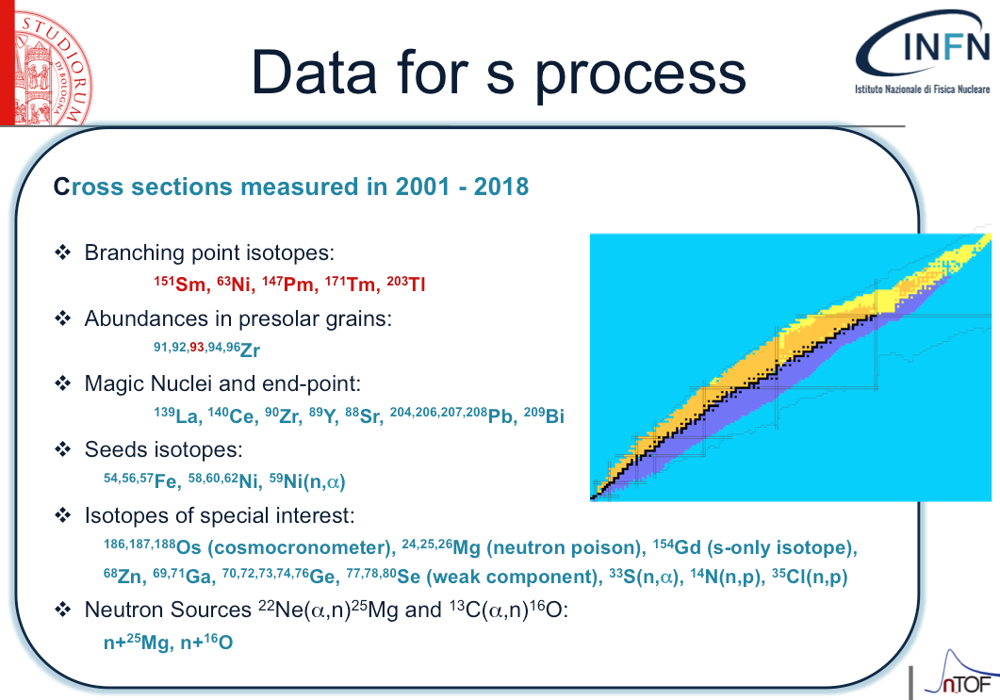 STUDIORUM
DI BOLOGNA
INFN
Istituto Nazionale di Fisica Nucleare
Data for s process
Cross sections measured in 2001 - 2018
❖ Branching point isotopes:
¹⁵¹Sm, ⁶³Ni, ¹⁴⁷Pm, ¹⁷¹Tm, ²⁰³Tl
❖ Abundances in presolar grains:
⁹¹,⁹²,⁹³,⁹⁴,⁹⁶Zr
❖ Magic Nuclei and end-point:
¹³⁹La, ¹⁴⁰Ce, ⁹⁰Zr, ⁸⁹Y, ⁸⁸Sr, ²⁰⁴,²⁰⁶,²⁰⁷,²⁰⁸Pb, ²⁰⁹Bi
❖ Seeds isotopes:
⁵⁴,⁵⁶,⁵⁷Fe, ⁵⁸,⁶⁰,⁶²Ni, ⁵⁹Ni(n,α)
❖ Isotopes of special interest:
¹⁸⁶,¹⁸⁷,¹⁸⁸Os (cosmocronometer), ²⁴,²⁵,²⁶Mg (neutron poison), ¹⁵⁴Gd (s-only isotope),
⁶⁸Zn, ⁶⁹,⁷¹Ga, ⁷⁰,⁷²,⁷³,⁷⁴,⁷⁶Ge, ⁷⁷,⁷⁸,⁸⁰Se (weak component), ³³S(n,α), ¹⁴N(n,p), ³⁵Cl(n,p)
❖ Neutron Sources ²²Ne(α,n)²⁵Mg and ¹³C(α,n)¹⁶O:
n+²⁵Mg, n+¹⁶O
nTOF